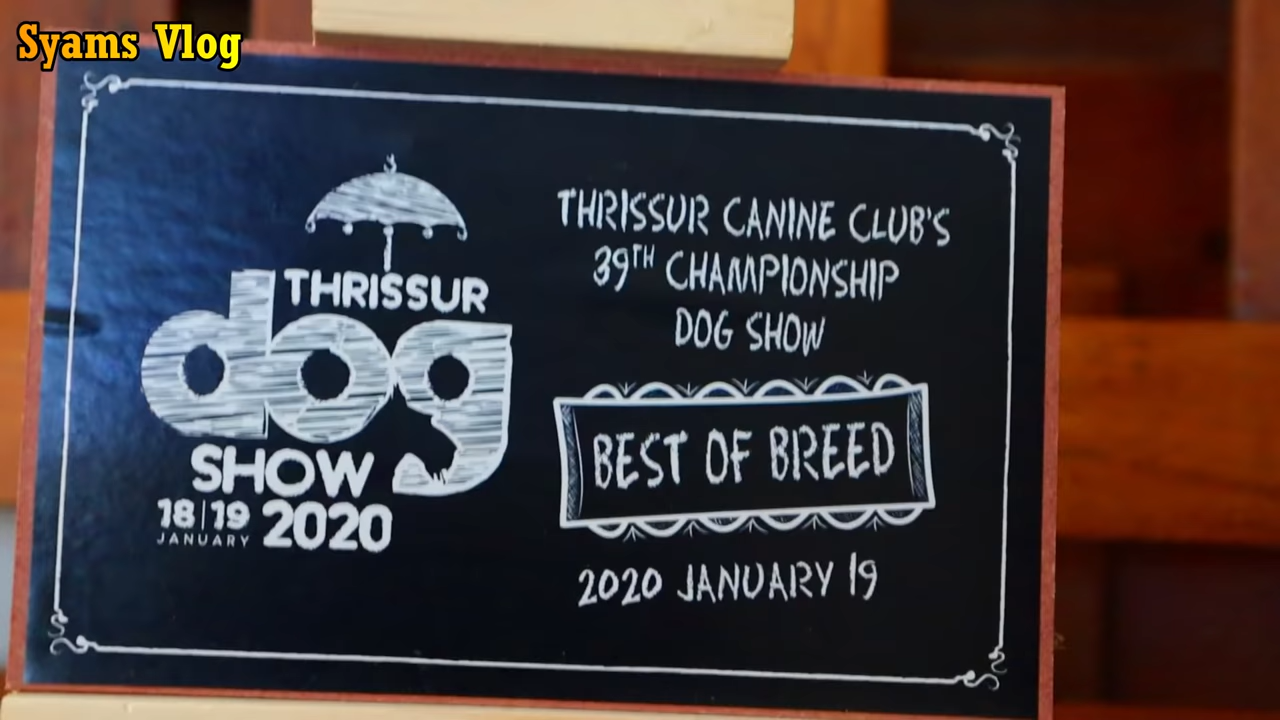 Syams Vlog
THRISSUR
dog
SHOW
18|19
JANUARY
2020
THRISSUR CANINE CLUB'S
39TH CHAMPIONSHIP
DOG SHOW
BEST OF BREED
2020 JANUARY 19